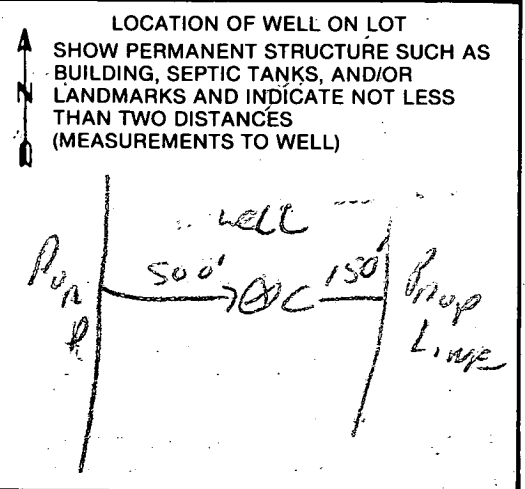 LOCATION OF WELL ON LOT
SHOW PERMANENT STRUCTURE SUCH AS
BUILDING, SEPTIC TANKS, AND/OR
N LANDMARKS AND INDICATE NOT LESS
THAN TWO DISTANCES
(MEASUREMENTS TO WELL)
well
500' 150'
Prop
Line